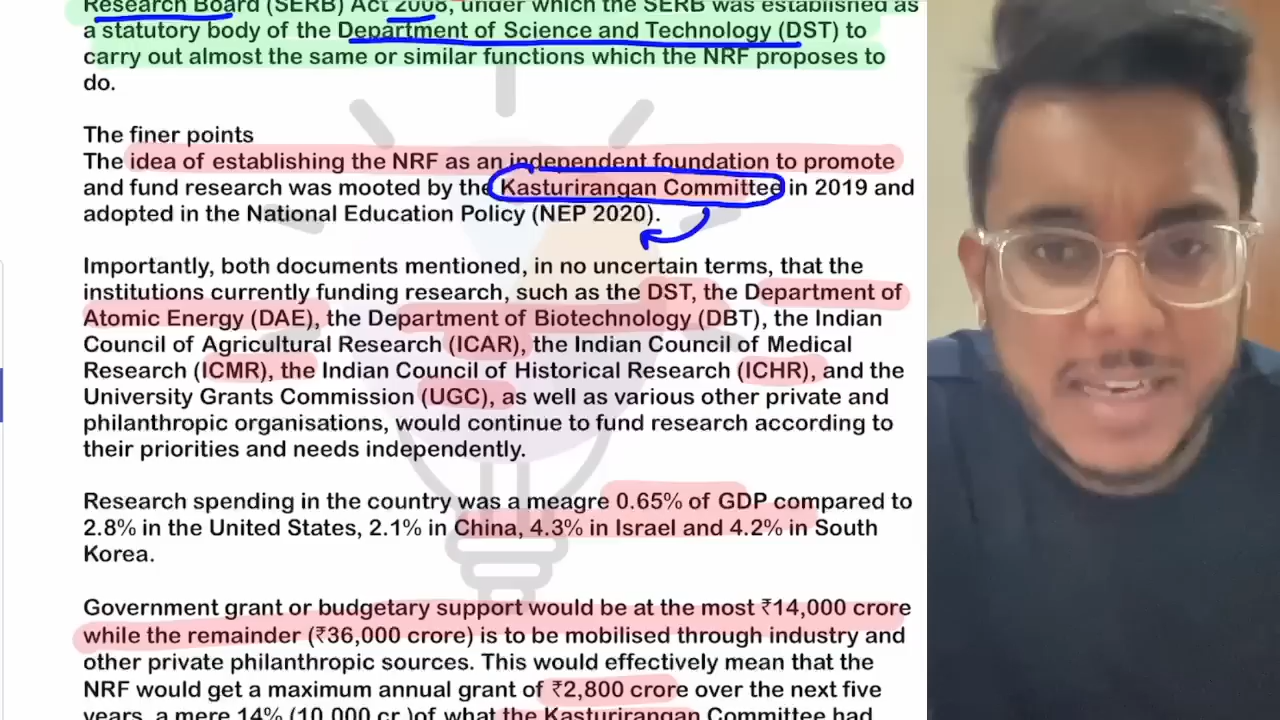 Research Board (SERB) Act 2008, under which the SERB was established as
a statutory body of the Department of Science and Technology (DST) to
carry out almost the same or similar functions which the NRF proposes to
do.
The finer points
The idea of establishing the NRF as an independent foundation to promote
and fund research was mooted by the Kasturirangan Committee in 2019 and
adopted in the National Education Policy (NEP 2020).
Importantly, both documents mentioned, in no uncertain terms, that the
institutions currently funding research, such as the DST, the Department of
Atomic Energy (DAE), the Department of Biotechnology (DBT), the Indian
Council of Agricultural Research (ICAR), the Indian Council of Medical
Research (ICMR), the Indian Council of Historical Research (ICHR), and the
University Grants Commission (UGC), as well as various other private and
philanthropic organisations, would continue to fund research according to
their priorities and needs independently.
Research spending in the country was a meagre 0.65% of GDP compared to
2.8% in the United States, 2.1% in China, 4.3% in Israel and 4.2% in South
Korea.
Government grant or budgetary support would be at the most ₹14,000 crore
while the remainder (₹36,000 crore) is to be mobilised through industry and
other private philanthropic sources. This would effectively mean that the
NRF would get a maximum annual grant of ₹2,800 crore over the next five
years, a mere 14% (10,000 cr )of what the Kasturirangan Committee had